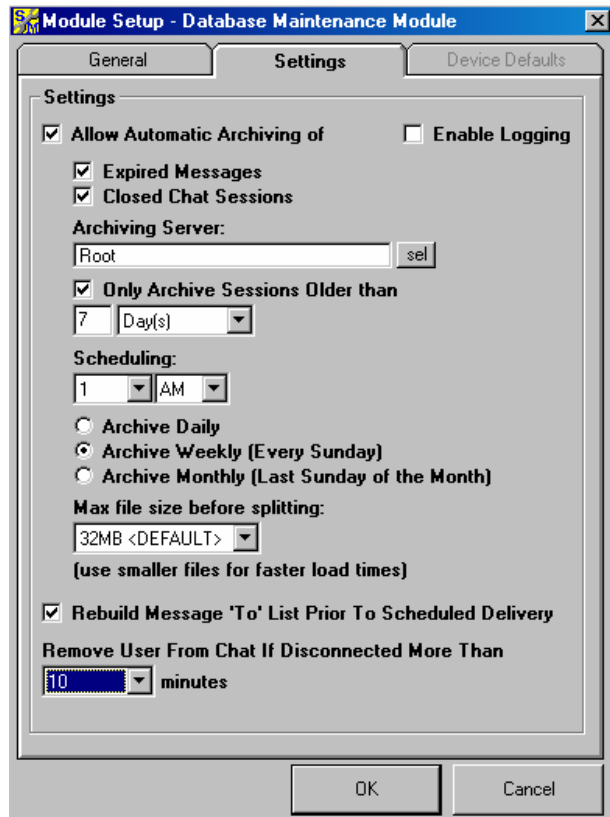 Module Setup - Database Maintenance Module
General Settings Device Defaults
Settings
Allow Automatic Archiving of Enable Logging
Expired Messages
Closed Chat Sessions
Archiving Server:
Root sel
Only Archive Sessions Older than
7 Day(s)
Scheduling:
1 AM
Archive Daily
Archive Weekly (Every Sunday)
Archive Monthly (Last Sunday of the Month)
Max file size before splitting:
32MB <DEFAULT>
(use smaller files for faster load times)
Rebuild Message 'To' List Prior To Scheduled Delivery
Remove User From Chat If Disconnected More Than
10 minutes
OK Cancel